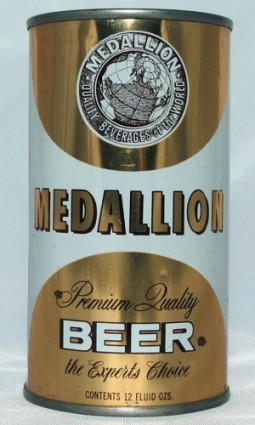 MEDALLION
QUALITY BEVERAGES OF THE WORLD
MEDALLION
Premium Quality
BEER
the Experts Choice
CONTENTS 12 FLUID OZS.